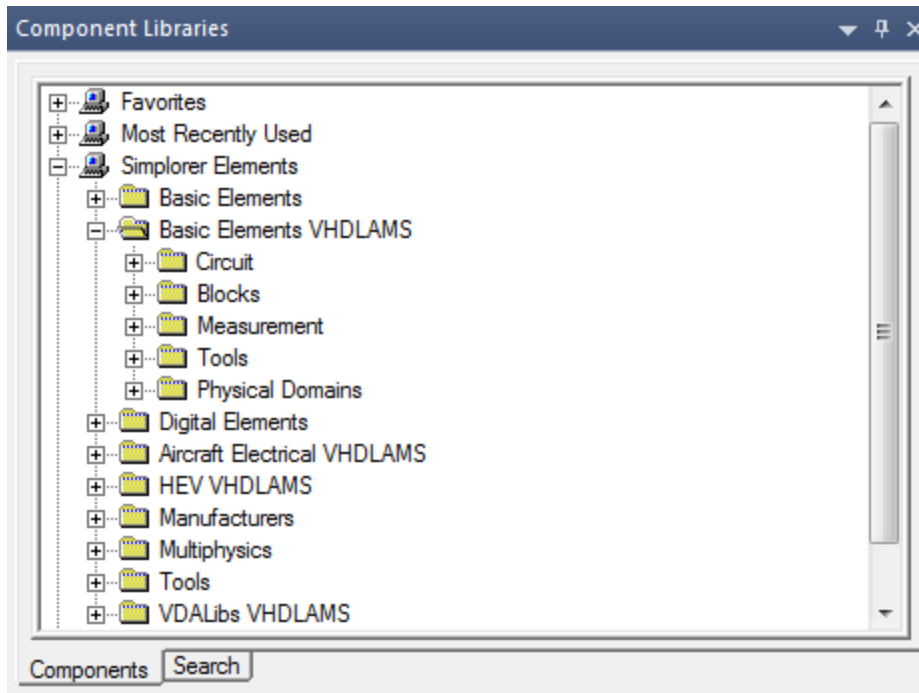 Component Libraries
Favorites
Most Recently Used
Simplorer Elements
Basic Elements
Basic Elements VHDLAMS
Circuit
Blocks
Measurement
Tools
Physical Domains
Digital Elements
Aircraft Electrical VHDLAMS
HEV VHDLAMS
Manufacturers
Multiphysics
Tools
VDALibs VHDLAMS
Components Search